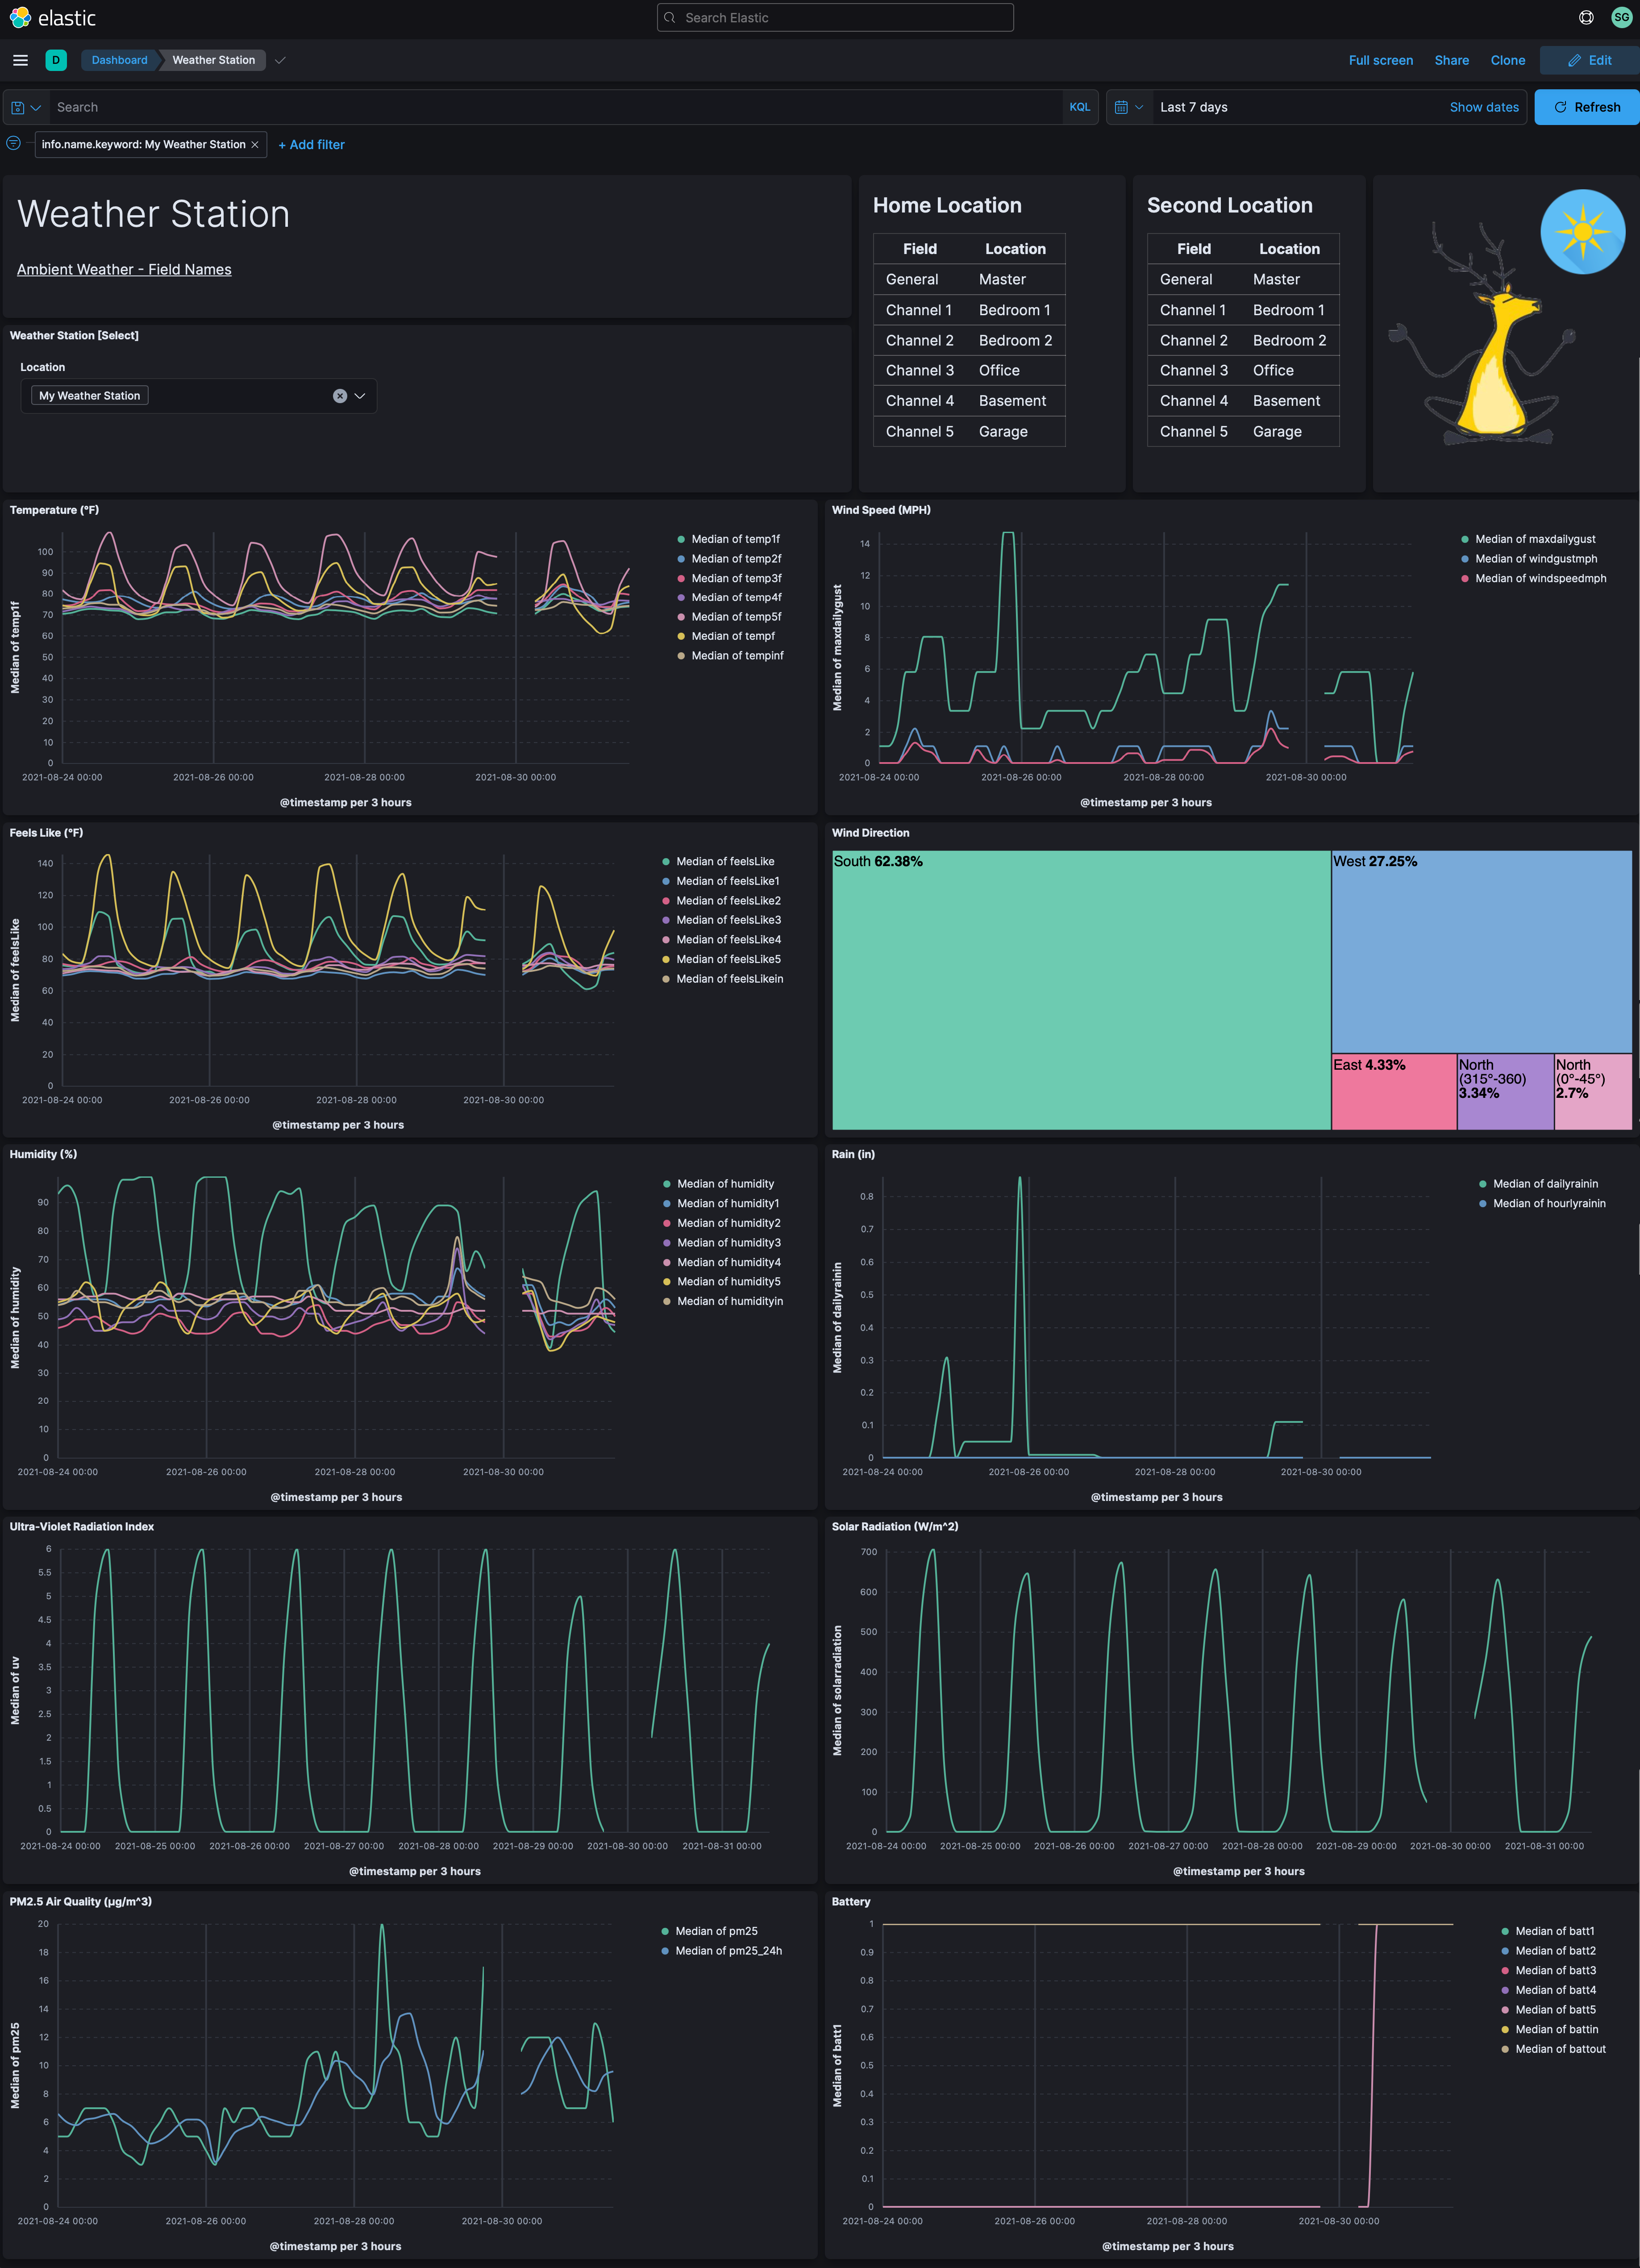 elastic
Search Elastic
SG
D
Dashboard
Weather Station
Full screen
Share
Clone
Edit
Search
KQL
Last 7 days
Show dates
Refresh
info.name.keyword: My Weather Station ×
+ Add filter
Weather Station
Ambient Weather - Field Names
Weather Station [Select]
Location
My Weather Station
Home Location
Field Location
General Master
Channel 1 Bedroom 1
Channel 2 Bedroom 2
Channel 3 Office
Channel 4 Basement
Channel 5 Garage
Second Location
Field Location
General Master
Channel 1 Bedroom 1
Channel 2 Bedroom 2
Channel 3 Office
Channel 4 Basement
Channel 5 Garage
Temperature (°F)
Median of temp1f
100
90
80
70
60
50
40
30
20
10
0
2021-08-24 00:00 2021-08-26 00:00 2021-08-28 00:00 2021-08-30 00:00
@timestamp per 3 hours
Median of temp1f
Median of temp2f
Median of temp3f
Median of temp4f
Median of temp5f
Median of tempf
Median of tempinf
Wind Speed (MPH)
Median of maxdailygust
14
12
10
8
6
4
2
0
2021-08-24 00:00 2021-08-26 00:00 2021-08-28 00:00 2021-08-30 00:00
@timestamp per 3 hours
Median of maxdailygust
Median of windgustmph
Median of windspeedmph
Feels Like (°F)
Median of feelsLike
140
120
100
80
60
40
20
0
2021-08-24 00:00 2021-08-26 00:00 2021-08-28 00:00 2021-08-30 00:00
@timestamp per 3 hours
Median of feelsLike
Median of feelsLike1
Median of feelsLike2
Median of feelsLike3
Median of feelsLike4
Median of feelsLike5
Median of feelsLikein
Wind Direction
South 62.38%
West 27.25%
East 4.33%
North
(315°-360)
3.34%
North
(0°-45°)
2.7%
Humidity (%)
Median of humidity
90
80
70
60
50
40
30
20
10
0
2021-08-24 00:00 2021-08-26 00:00 2021-08-28 00:00 2021-08-30 00:00
@timestamp per 3 hours
Median of humidity
Median of humidity1
Median of humidity2
Median of humidity3
Median of humidity4
Median of humidity5
Median of humidityin
Rain (in)
Median of dailyrainin
0.8
0.7
0.6
0.5
0.4
0.3
0.2
0.1
0
2021-08-24 00:00 2021-08-26 00:00 2021-08-28 00:00 2021-08-30 00:00
@timestamp per 3 hours
Median of dailyrainin
Median of hourlyrainin
Ultra-Violet Radiation Index
Median of uv
6
5.5
5
4.5
4
3.5
3
2.5
2
1.5
1
0.5
0
2021-08-24 00:00 2021-08-25 00:00 2021-08-26 00:00 2021-08-27 00:00 2021-08-28 00:00 2021-08-29 00:00 2021-08-30 00:00 2021-08-31 00:00
@timestamp per 3 hours
Solar Radiation (W/m^2)
Median of solarradiation
700
600
500
400
300
200
100
0
2021-08-24 00:00 2021-08-25 00:00 2021-08-26 00:00 2021-08-27 00:00 2021-08-28 00:00 2021-08-29 00:00 2021-08-30 00:00 2021-08-31 00:00
@timestamp per 3 hours
PM2.5 Air Quality (µg/m^3)
Median of pm25
20
18
16
14
12
10
8
6
4
2
0
2021-08-24 00:00 2021-08-26 00:00 2021-08-28 00:00 2021-08-30 00:00
@timestamp per 3 hours
Median of pm25
Median of pm25_24h
Battery
Median of batt1
1
0.9
0.8
0.7
0.6
0.5
0.4
0.3
0.2
0.1
0
2021-08-24 00:00 2021-08-26 00:00 2021-08-28 00:00 2021-08-30 00:00
@timestamp per 3 hours
Median of batt1
Median of batt2
Median of batt3
Median of batt4
Median of batt5
Median of battin
Median of battout